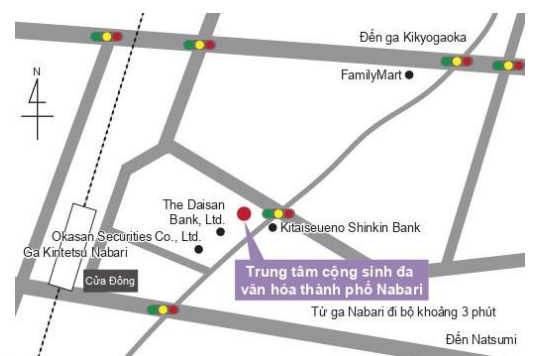 Đến ga Kikyogaoka
FamilyMart
N
The Daisan
Bank, Ltd.
Kitaiseueno Shinkin Bank
Okasan Securities Co., Ltd.
Ga Kintetsu Nabari
Cửa Đông
Trung tâm cộng sinh đa
văn hóa thành phố Nabari
Từ ga Nabari đi bộ khoảng 3 phút
Đến Natsumi